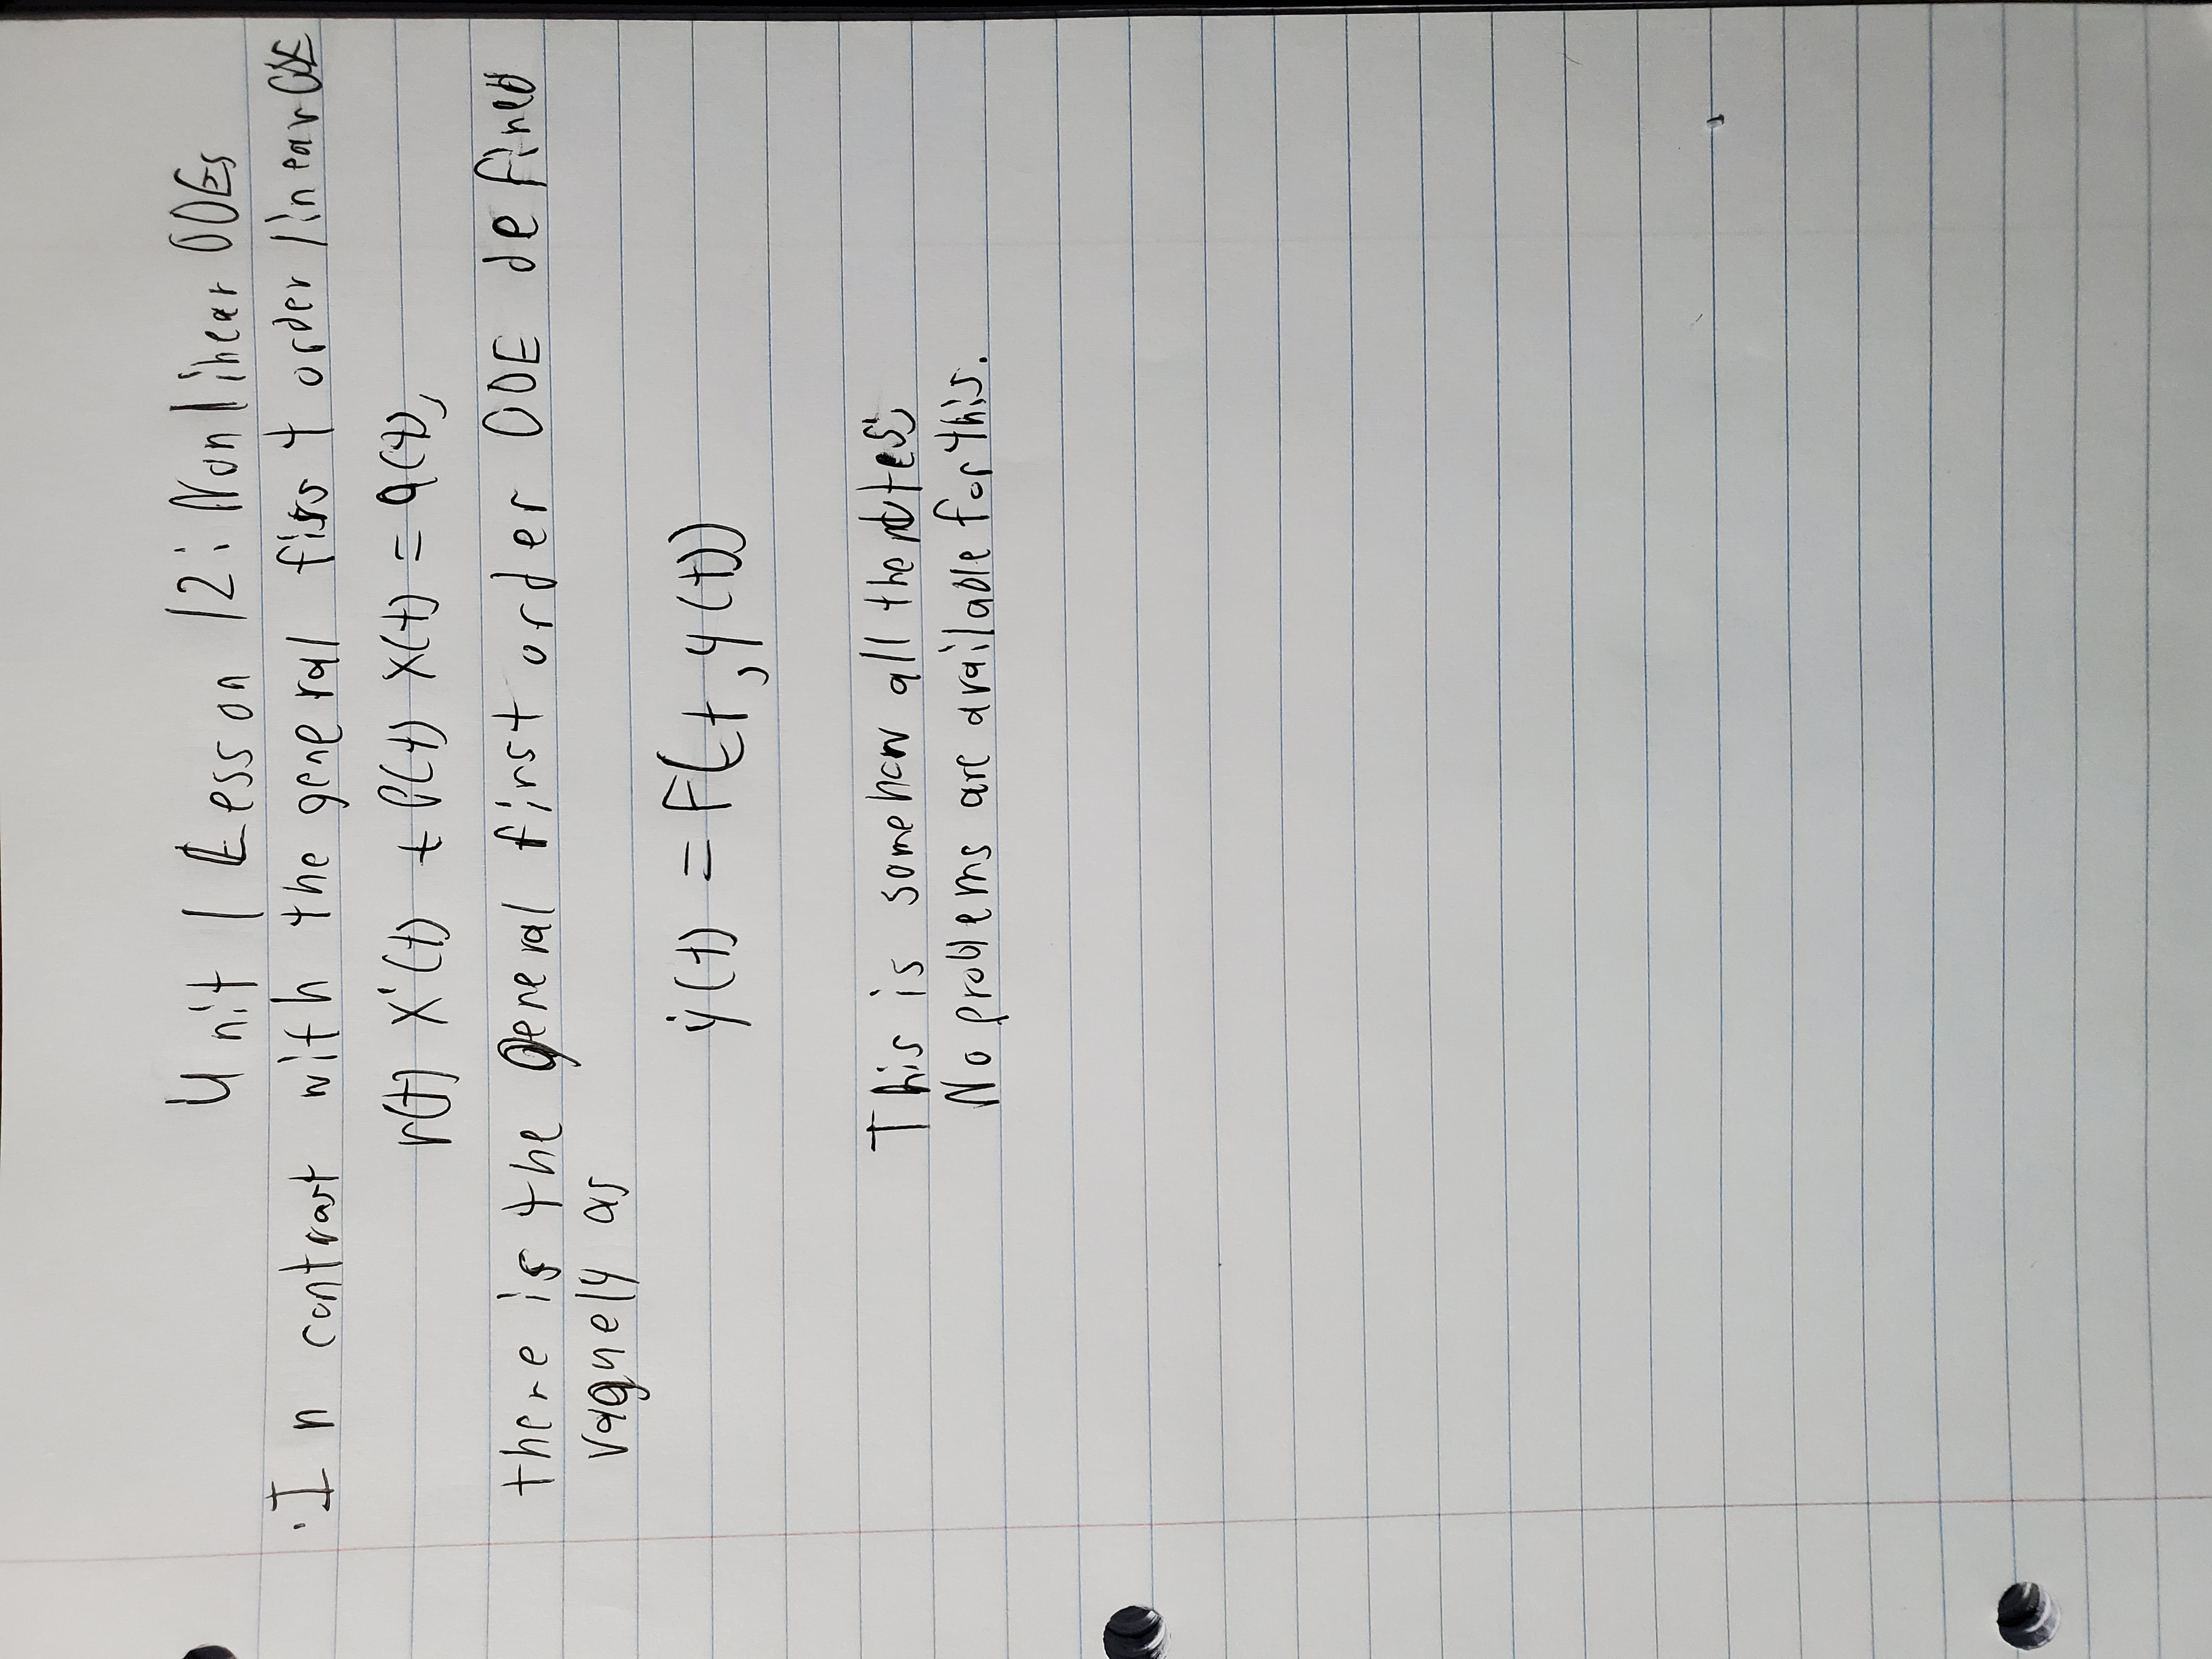 Unit 1 Lesson 12: Nonlinear ODEs
· In contrast with the general first order linear ODE
r(t) x'(t) + p(t) x(t) = q(t),
there is the general first order ODE defined
vaguely as
ẏ(t) = F(t, y(t))
This is somehow all the notes;
No problems are available for this.